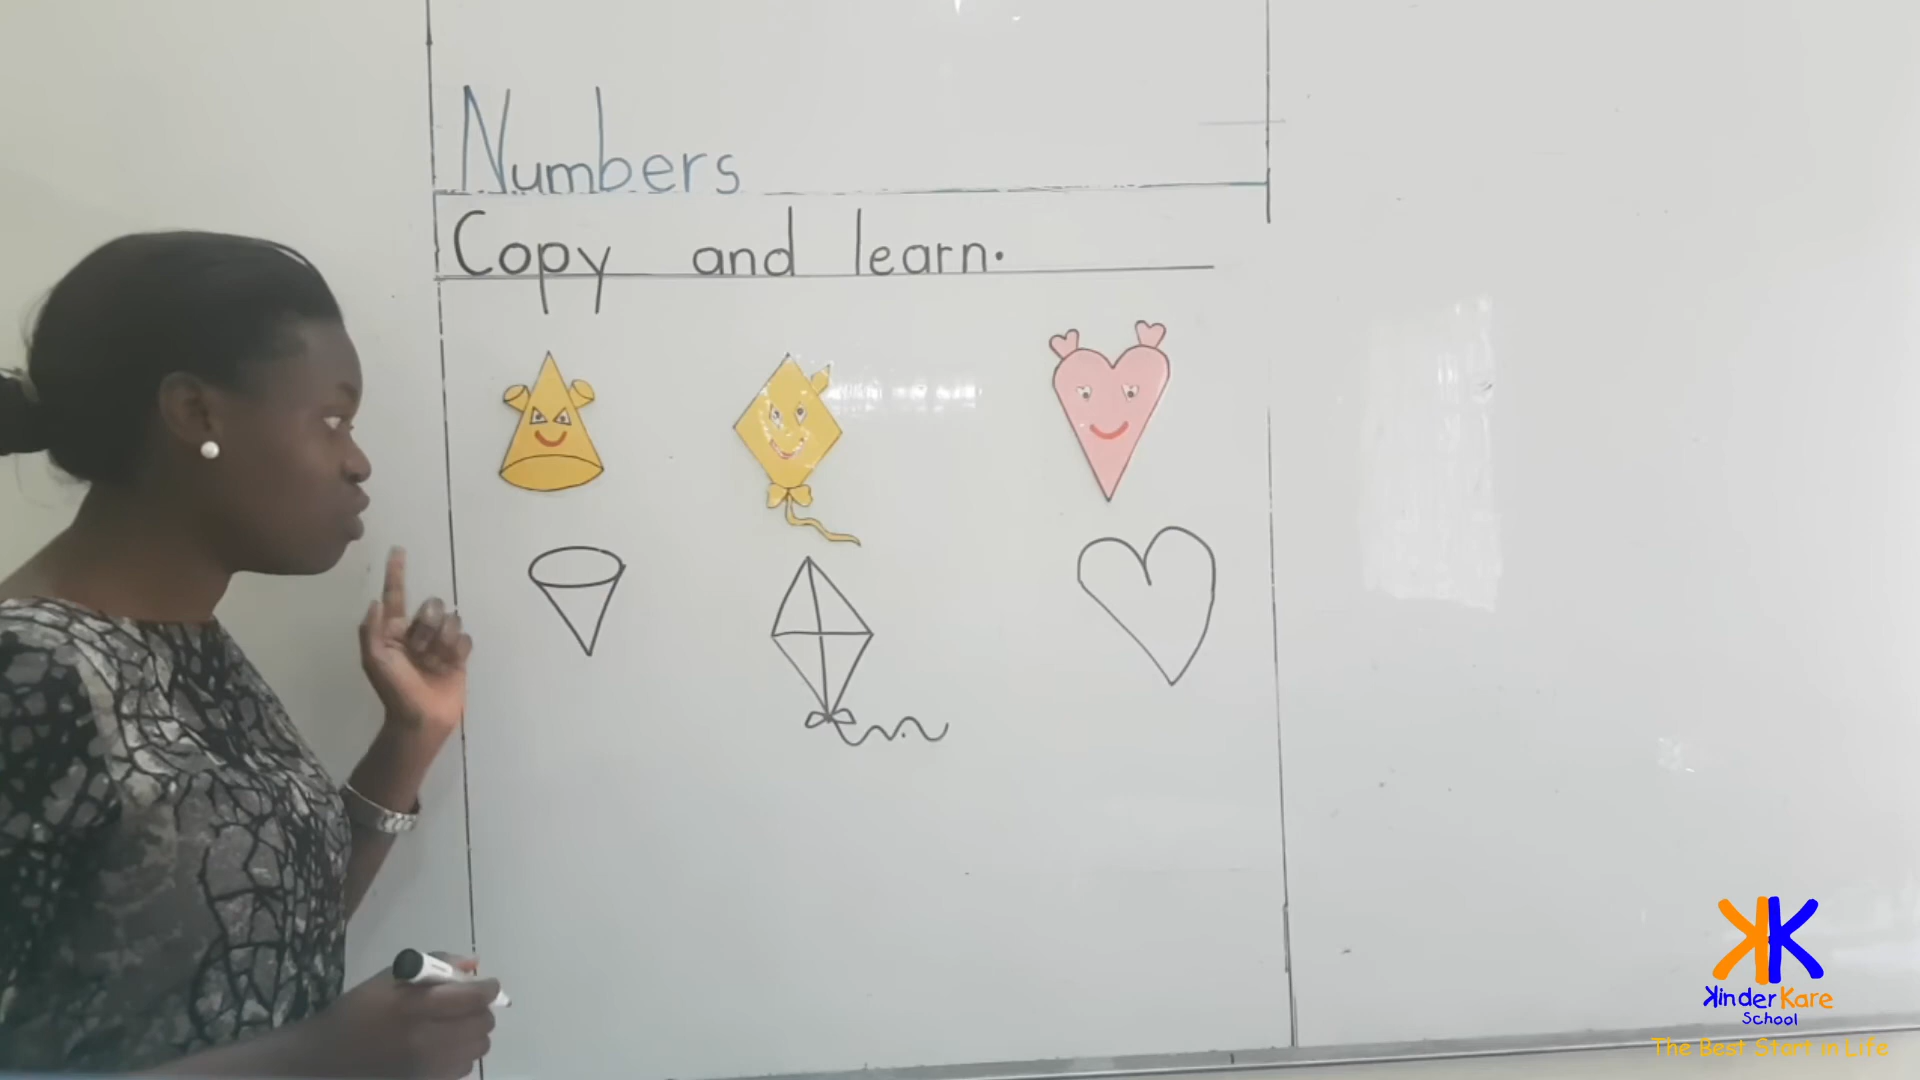 Numbers
Copy and learn.
KinderKare
School
The Best Start in Life